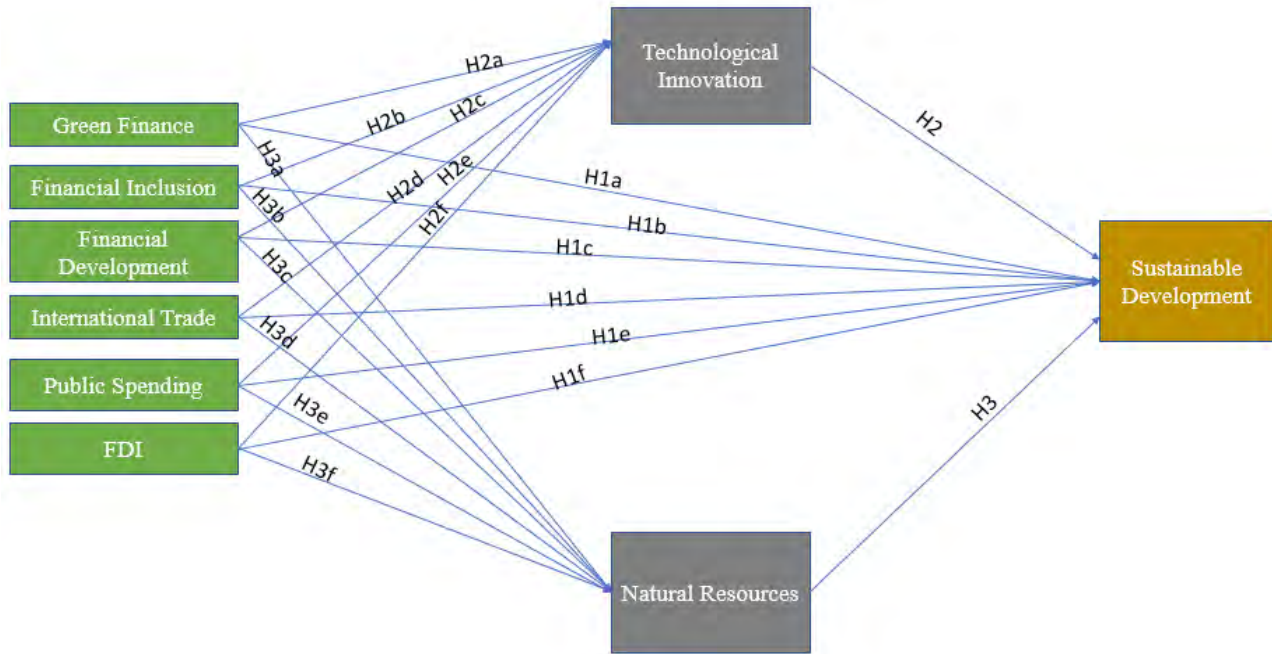 Technological
Innovation
Green Finance
Financial Inclusion
Financial
Development
International Trade
Public Spending
FDI
H2a
H2b
H2c
H2d
H2e
H2f
H3a
H3b
H3c
H3d
H3e
H3f
H1a
H1b
H1c
H1d
H1e
H1f
H2
H3
Sustainable
Development
Natural Resources